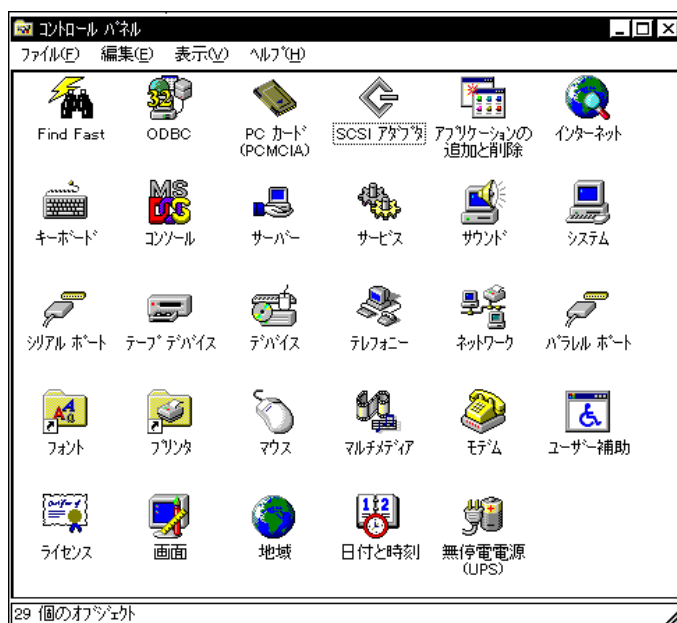 コントロール パネル
ファイル(F) 編集(E) 表示(V) ヘルプ(H)
Find Fast
ODBC
PC カード
(PCMCIA)
SCSI アダプタ
アプリケーションの
追加と削除
インターネット
キーボード
MS
DOS
コンソール
サーバー
サービス
サウンド
システム
シリアル ポート
テープ デバイス
デバイス
テレフォニー
ネットワーク
パラレル ポート
フォント
プリンタ
マウス
マルチメディア
モデム
ユーザー補助
ライセンス
画面
地域
日付と時刻
無停電電源
(UPS)
29 個のオブジェクト